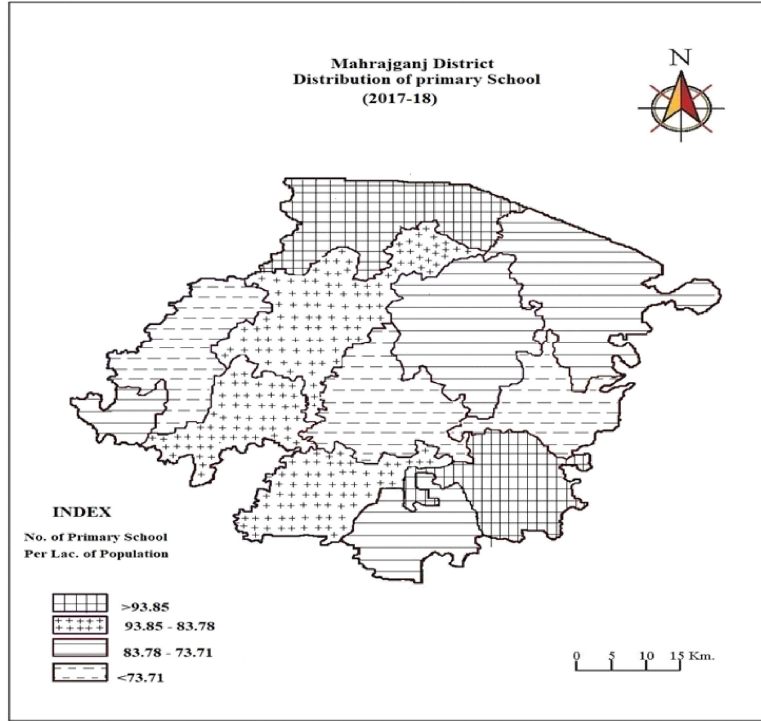 Mahrajganj District
Distribution of primary School
(2017-18)
N
INDEX
No. of Primary School
Per Lac. of Population
>93.85
93.85 - 83.78
83.78 - 73.71
<73.71
0 5 10 15 Km.